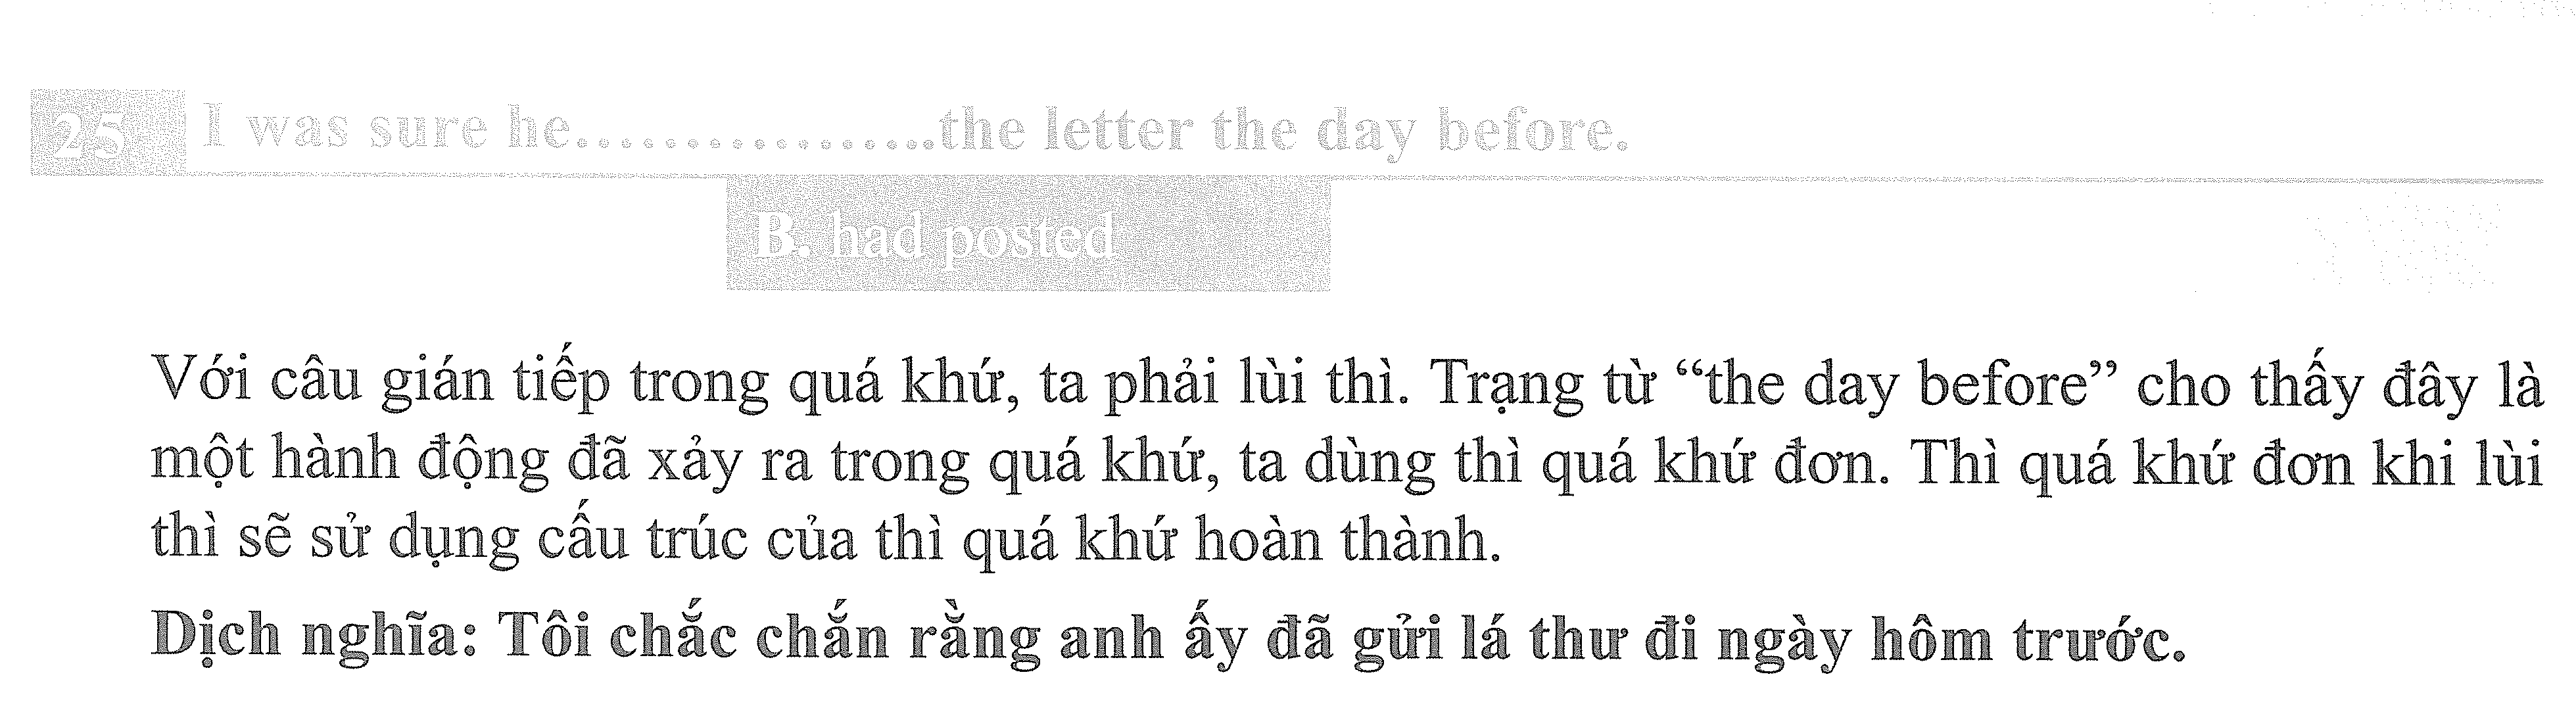 25 I was sure he.................the letter the day before.
B. had posted
Với câu gián tiếp trong quá khứ, ta phải lùi thì. Trạng từ “the day before” cho thấy đây là
một hành động đã xảy ra trong quá khứ, ta dùng thì quá khứ đơn. Thì quá khứ đơn khi lùi
thì sẽ sử dụng cấu trúc của thì quá khứ hoàn thành.
Dịch nghĩa: Tôi chắc chắn rằng anh ấy đã gửi lá thư đi ngày hôm trước.